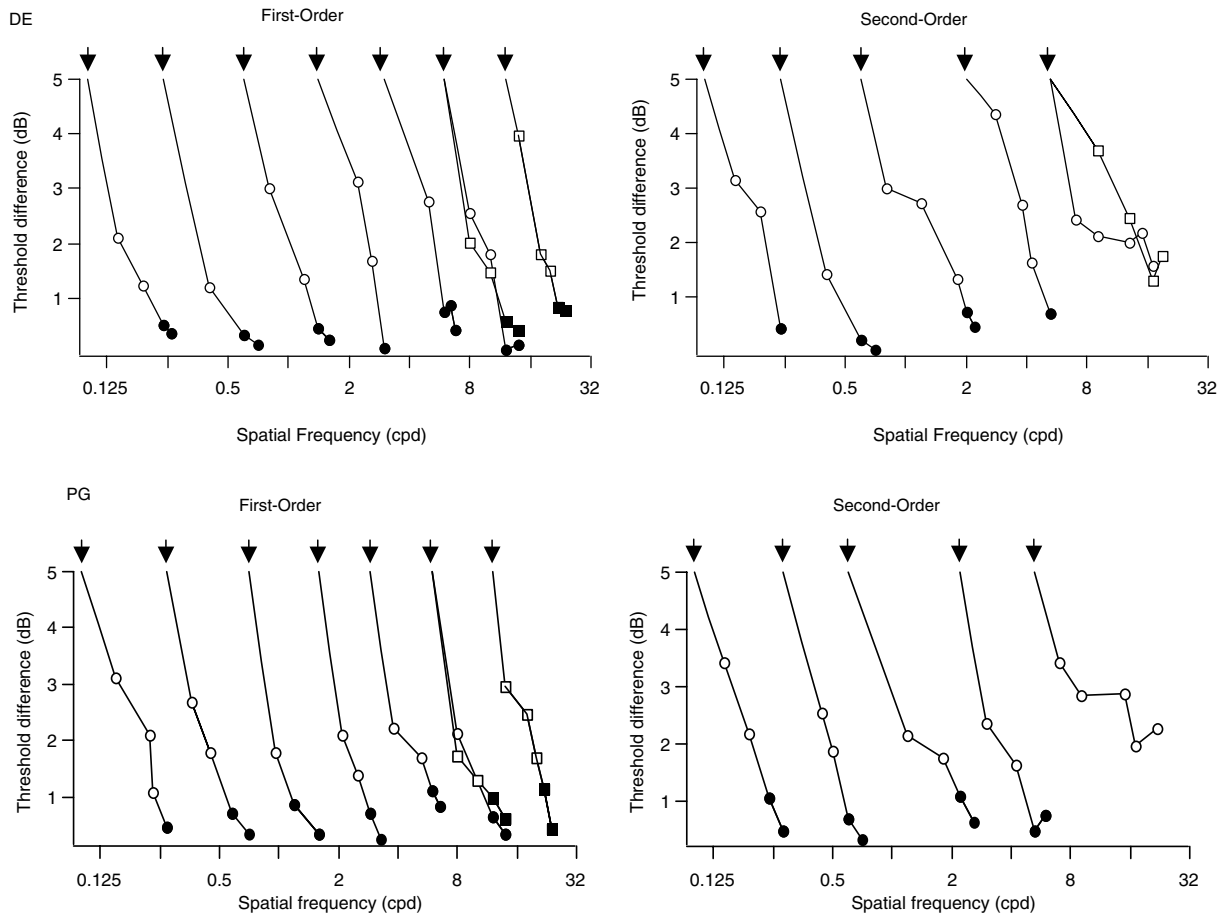 DE
First-Order
Second-Order
Threshold difference (dB)
5
4
3
2
1
0.125
0.5
2
8
32
Spatial Frequency (cpd)
Threshold difference (dB)
5
4
3
2
1
0.125
0.5
2
8
32
Spatial Frequency (cpd)
PG
First-Order
Second-Order
Threshold difference (dB)
5
4
3
2
1
0.125
0.5
2
8
32
Spatial frequency (cpd)
Threshold difference (dB)
5
4
3
2
1
0.125
0.5
2
8
32
Spatial frequency (cpd)